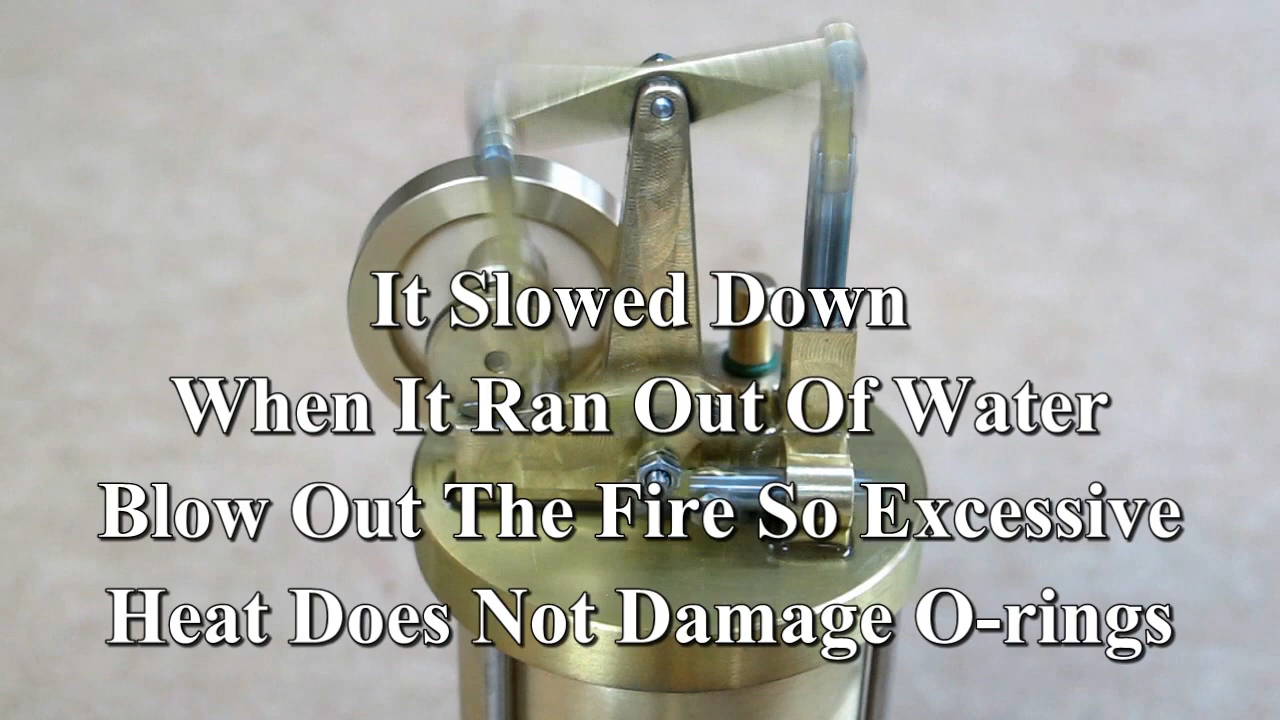 It Slowed Down
When It Ran Out Of Water
Blow Out The Fire So Excessive
Heat Does Not Damage O-rings